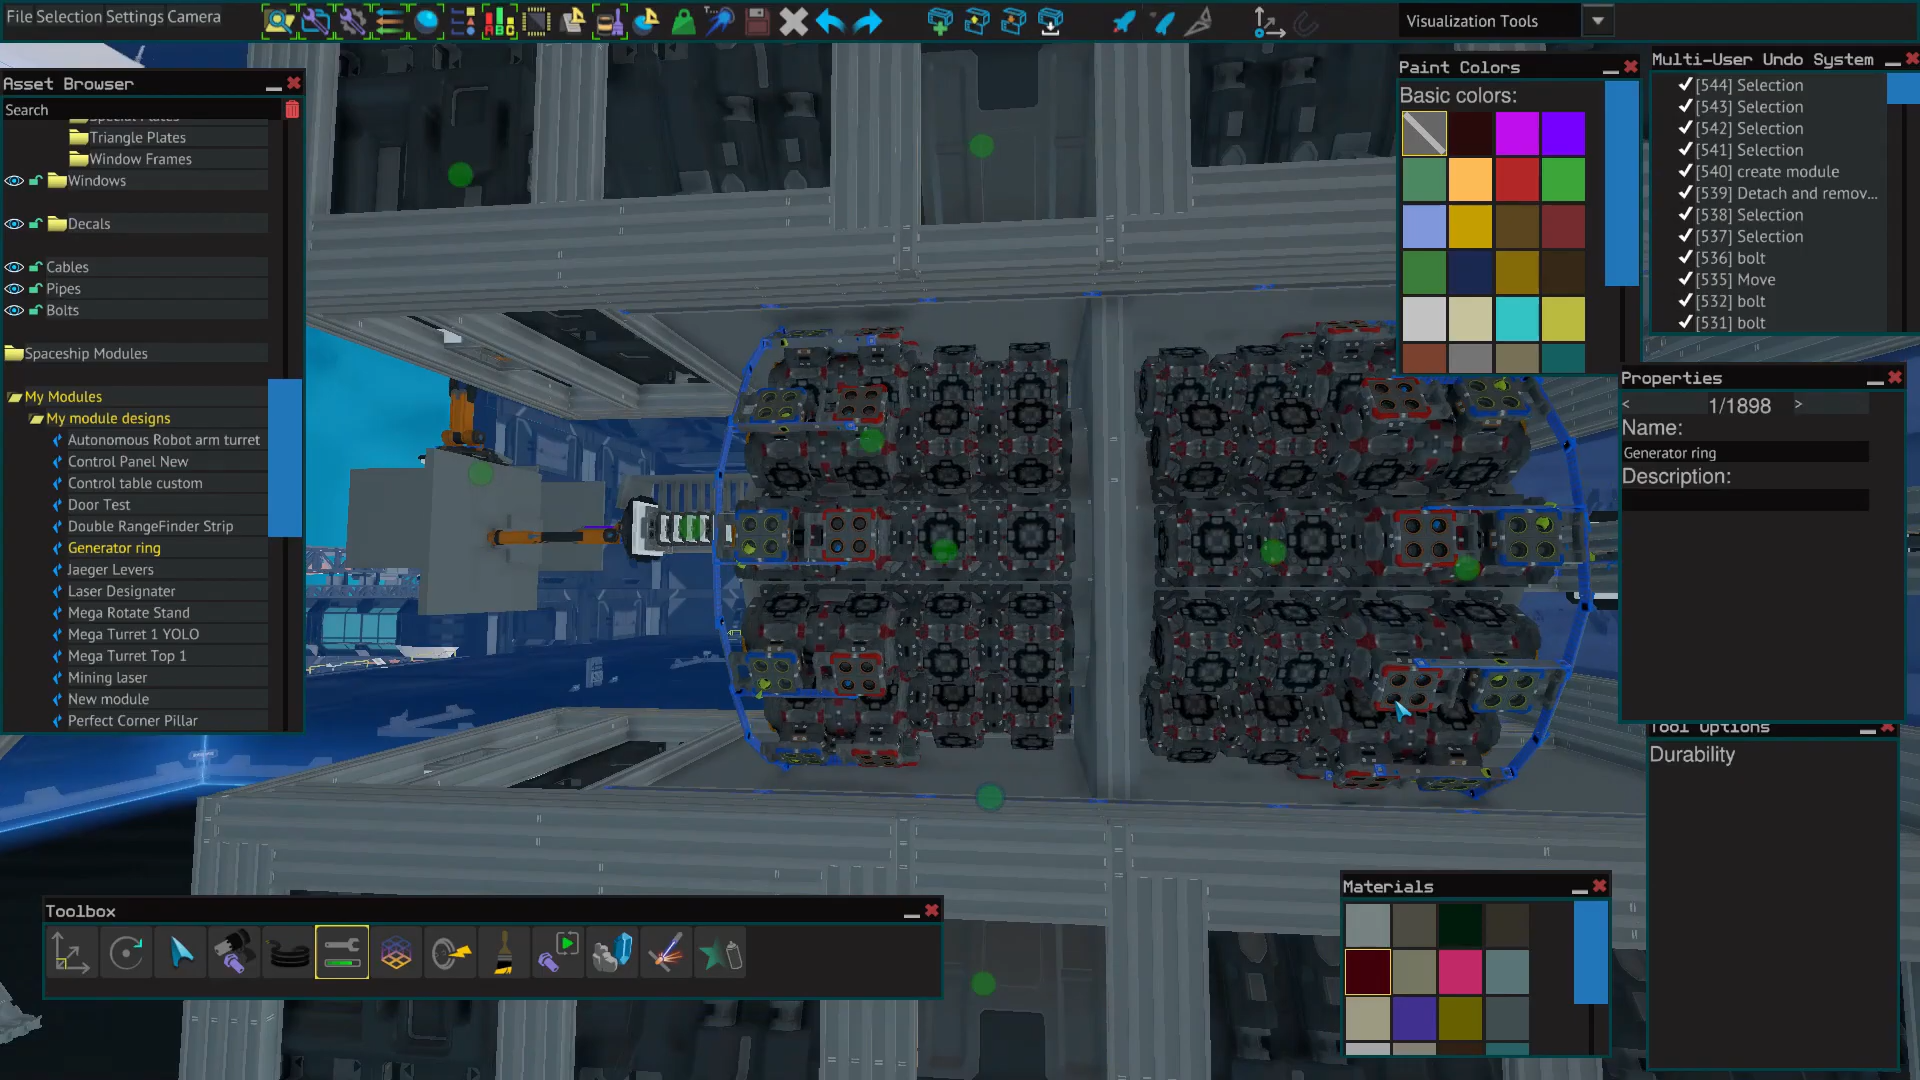 File Selection Settings Camera
Visualization Tools
Asset Browser
Search
Special Plates
Triangle Plates
Window Frames
Windows
Decals
Cables
Pipes
Bolts
Spaceship Modules
My Modules
My module designs
Autonomous Robot arm turret
Control Panel New
Control table custom
Door Test
Double RangeFinder Strip
Generator ring
Jaeger Levers
Laser Designater
Mega Rotate Stand
Mega Turret 1 YOLO
Mega Turret Top 1
Mining laser
New module
Perfect Corner Pillar
Paint Colors
Basic colors:
Multi-User Undo System
[544] Selection
[543] Selection
[542] Selection
[541] Selection
[540] create module
[539] Detach and remov...
[538] Selection
[537] Selection
[536] bolt
[535] Move
[532] bolt
[531] bolt
Properties
< 1/1898 >
Name:
Generator ring
Description:
Tool Options
Durability
Toolbox
Materials